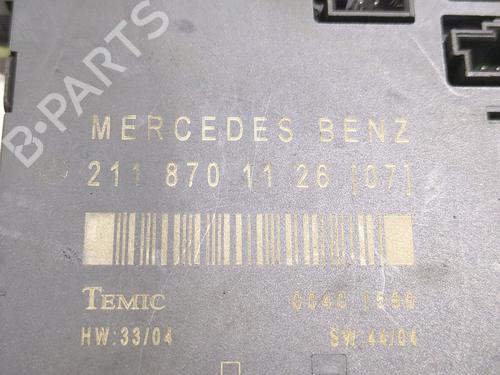 B-PARTS
MERCEDES BENZ
211 870 11 26 [07]
TEMIC
HW:33/04 SW:44/04